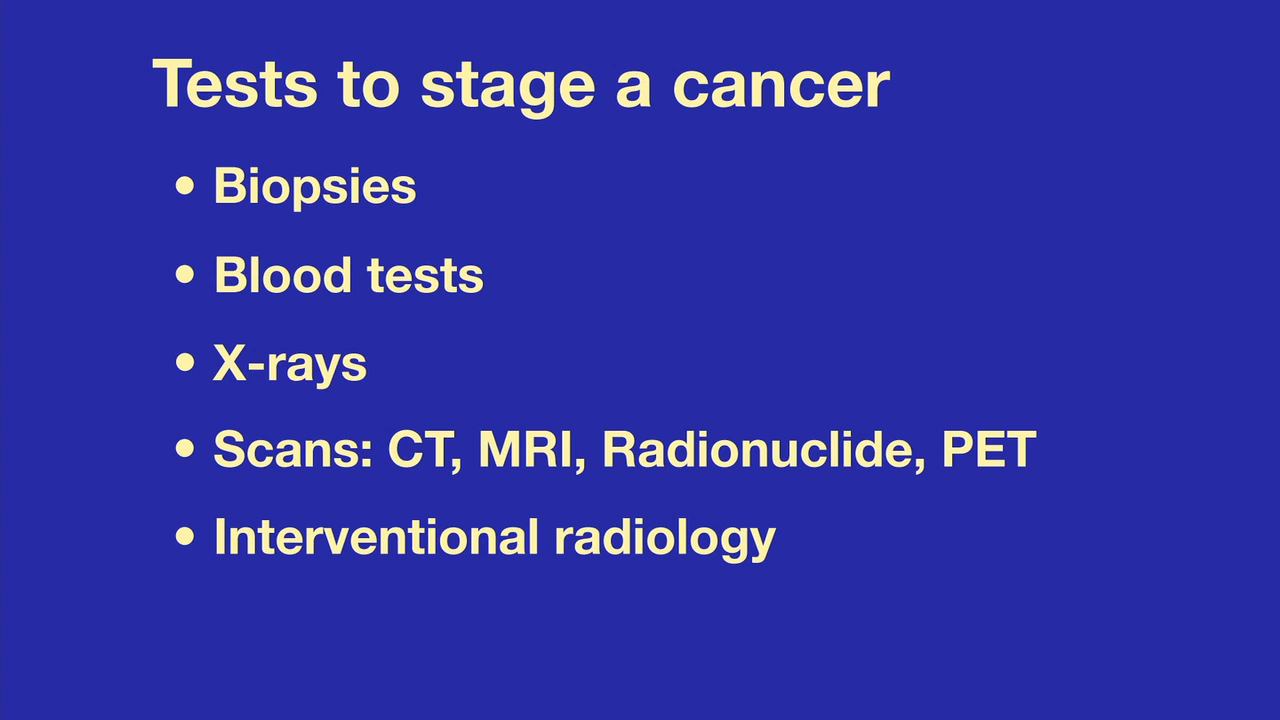 Tests to stage a cancer
• Biopsies
• Blood tests
• X-rays
• Scans: CT, MRI, Radionuclide, PET
• Interventional radiology